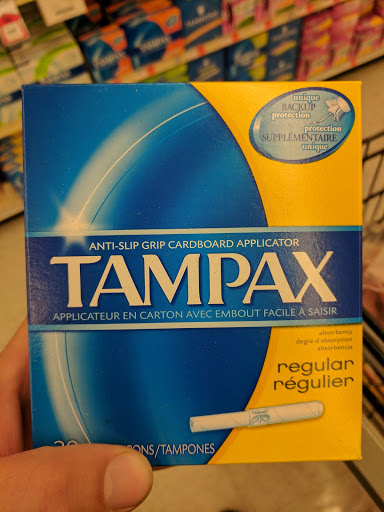 unique
BACKUP
protection
protection
SUPPLÉMENTAIRE
unique
ANTI-SLIP GRIP CARDBOARD APPLICATOR
TAMPAX
APPLICATEUR EN CARTON AVEC EMBOUT FACILE À SAISIR
absorbency
degré d'absorption
absorbencia
regular
régulier
/TAMPONES